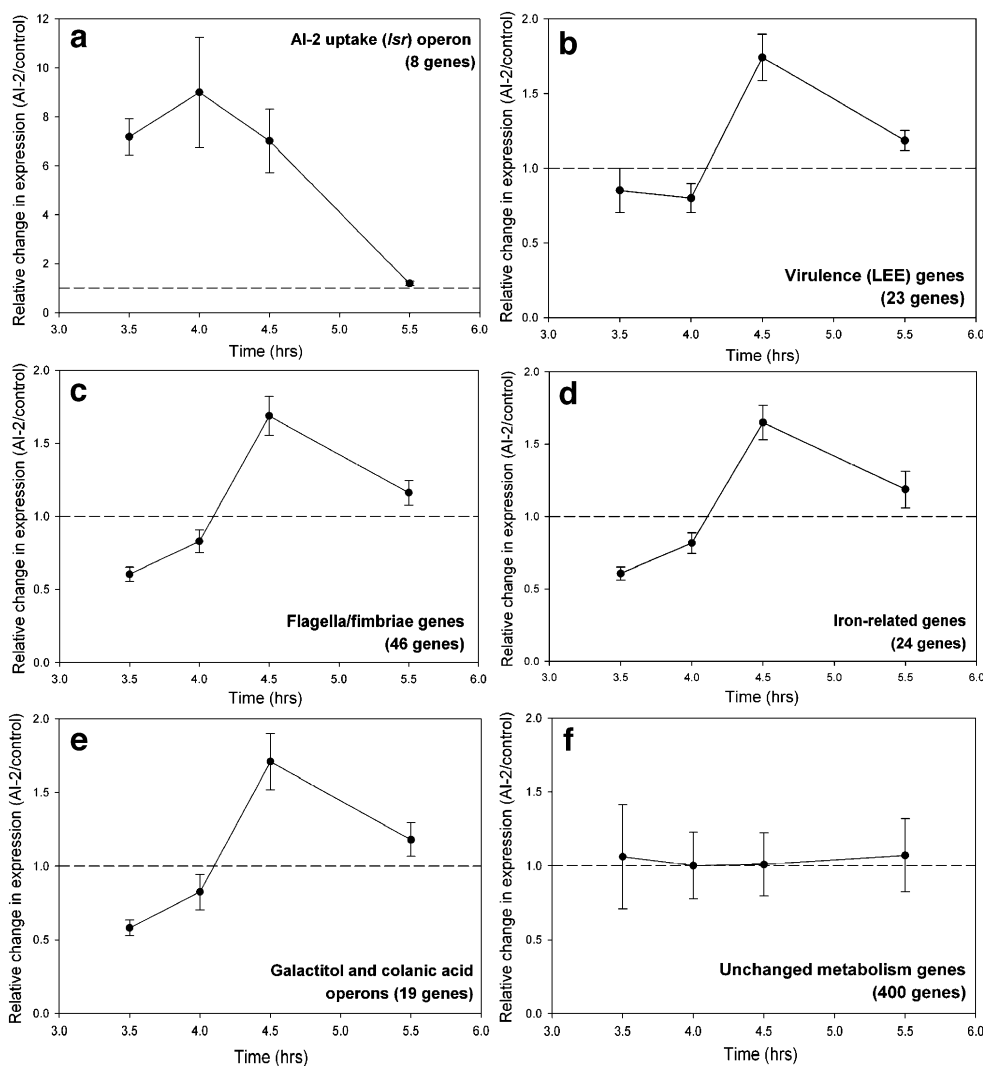 a
AI-2 uptake (lsr) operon
(8 genes)
Relative change in expression (AI-2/control)
12
10
8
6
4
2
0
3.0 3.5 4.0 4.5 5.0 5.5 6.0
Time (hrs)
b
Virulence (LEE) genes
(23 genes)
Relative change in expression (AI-2/control)
2.0
1.5
1.0
0.5
0.0
3.0 3.5 4.0 4.5 5.0 5.5 6.0
Time (hrs)
c
Flagella/fimbriae genes
(46 genes)
Relative change in expression (AI-2/control)
2.0
1.5
1.0
0.5
0.0
3.0 3.5 4.0 4.5 5.0 5.5 6.0
Time (hrs)
d
Iron-related genes
(24 genes)
Relative change in expression (AI-2/control)
2.0
1.5
1.0
0.5
0.0
3.0 3.5 4.0 4.5 5.0 5.5 6.0
Time (hrs)
e
Galactitol and colanic acid
operons (19 genes)
Relative change in expression (AI-2/control)
2.0
1.5
1.0
0.5
0.0
3.0 3.5 4.0 4.5 5.0 5.5 6.0
Time (hrs)
f
Unchanged metabolism genes
(400 genes)
Relative change in expression (AI-2/control)
2.0
1.5
1.0
0.5
0.0
3.0 3.5 4.0 4.5 5.0 5.5 6.0
Time (hrs)